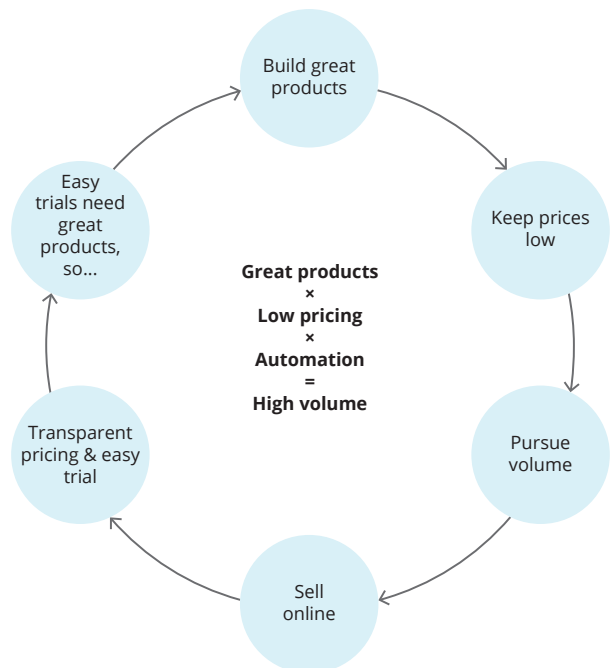 Build great
products
Keep prices
low
Pursue
volume
Sell
online
Transparent
pricing & easy
trial
Easy
trials need
great
products,
so...
Great products
×
Low pricing
×
Automation
=
High volume